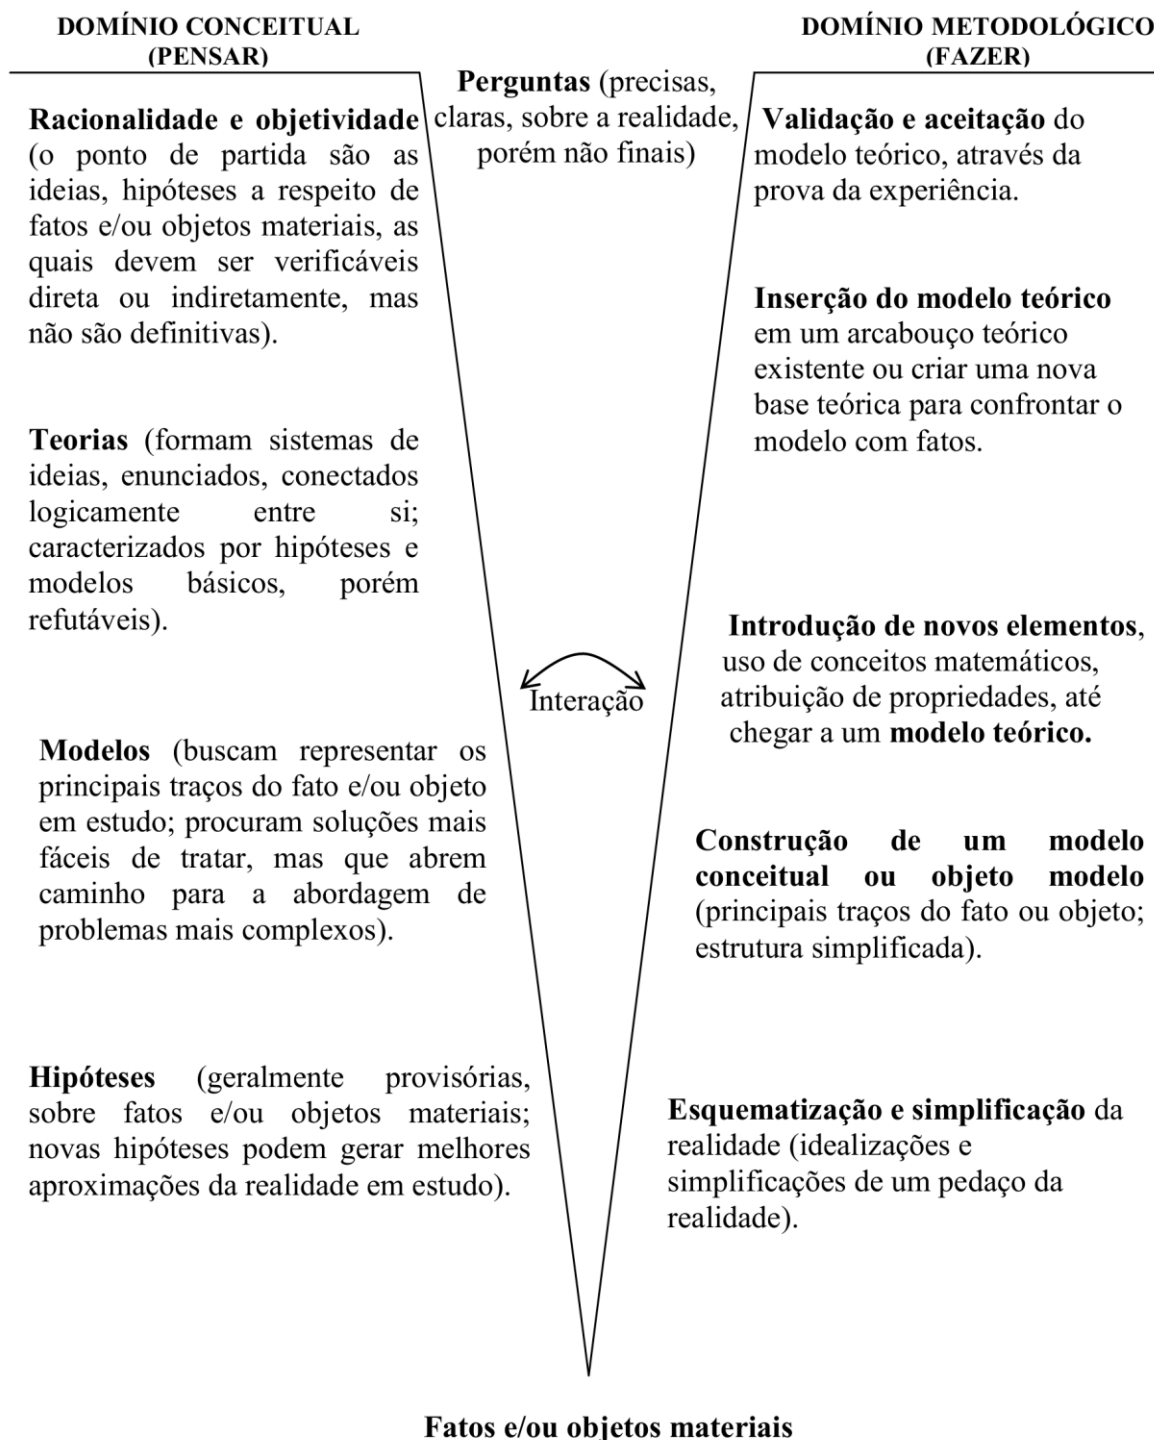 DOMÍNIO CONCEITUAL
(PENSAR)
Racionalidade e objetividade
(o ponto de partida são as
ideias, hipóteses a respeito de
fatos e/ou objetos materiais, as
quais devem ser verificáveis
direta ou indiretamente, mas
não são definitivas).
Teorias (formam sistemas de
ideias, enunciados, conectados
logicamente entre si;
caracterizados por hipóteses e
modelos básicos, porém
refutáveis).
Modelos (buscam representar os
principais traços do fato e/ou objeto
em estudo; procuram soluções mais
fáceis de tratar, mas que abrem
caminho para a abordagem de
problemas mais complexos).
Hipóteses (geralmente provisórias,
sobre fatos e/ou objetos materiais;
novas hipóteses podem gerar melhores
aproximações da realidade em estudo).
Perguntas (precisas,
claras, sobre a realidade,
porém não finais)
Interação
DOMÍNIO METODOLÓGICO
(FAZER)
Validação e aceitação do
modelo teórico, através da
prova da experiência.
Inserção do modelo teórico
em um arcabouço teórico
existente ou criar uma nova
base teórica para confrontar o
modelo com fatos.
Introdução de novos elementos,
uso de conceitos matemáticos,
atribuição de propriedades, até
chegar a um modelo teórico.
Construção de um modelo
conceitual ou objeto modelo
(principais traços do fato ou objeto;
estrutura simplificada).
Esquematização e simplificação da
realidade (idealizações e
simplificações de um pedaço da
realidade).
Fatos e/ou objetos materiais